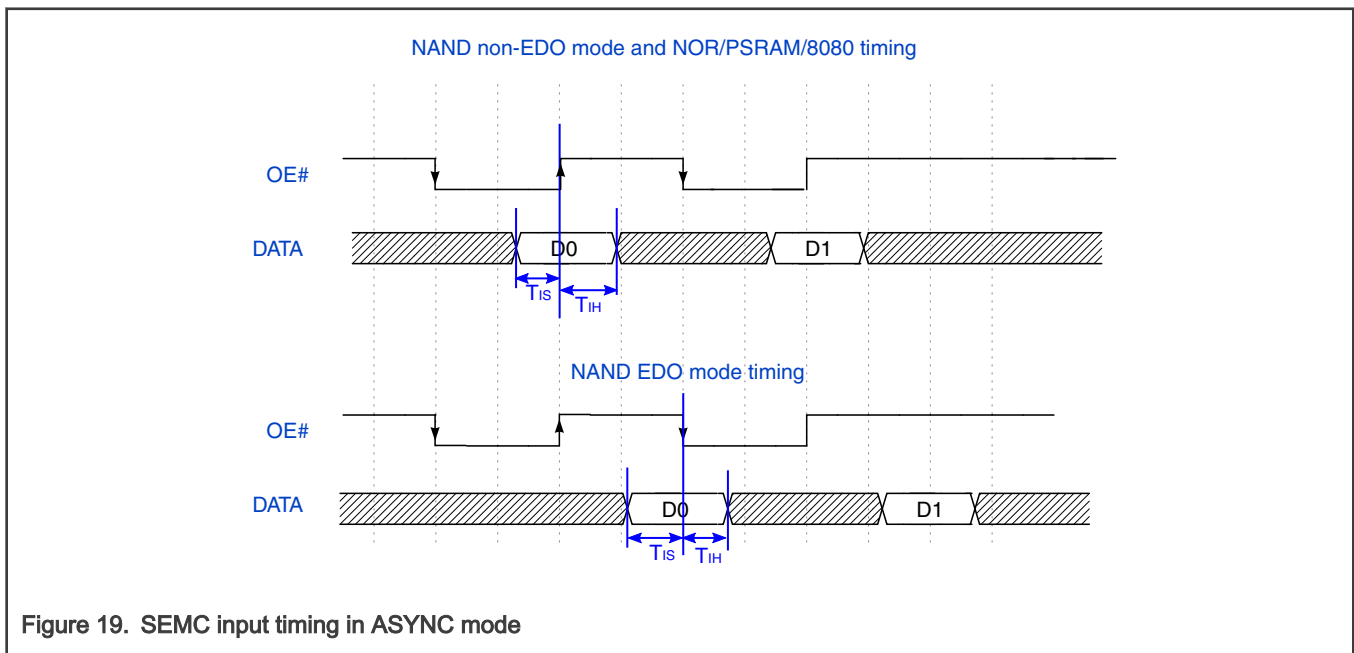 NAND non-EDO mode and NOR/PSRAM/8080 timing
OE#
DATA
D0
D1
TIS
TIH
NAND EDO mode timing
OE#
DATA
D0
D1
TIS
TIH
Figure 19. SEMC input timing in ASYNC mode